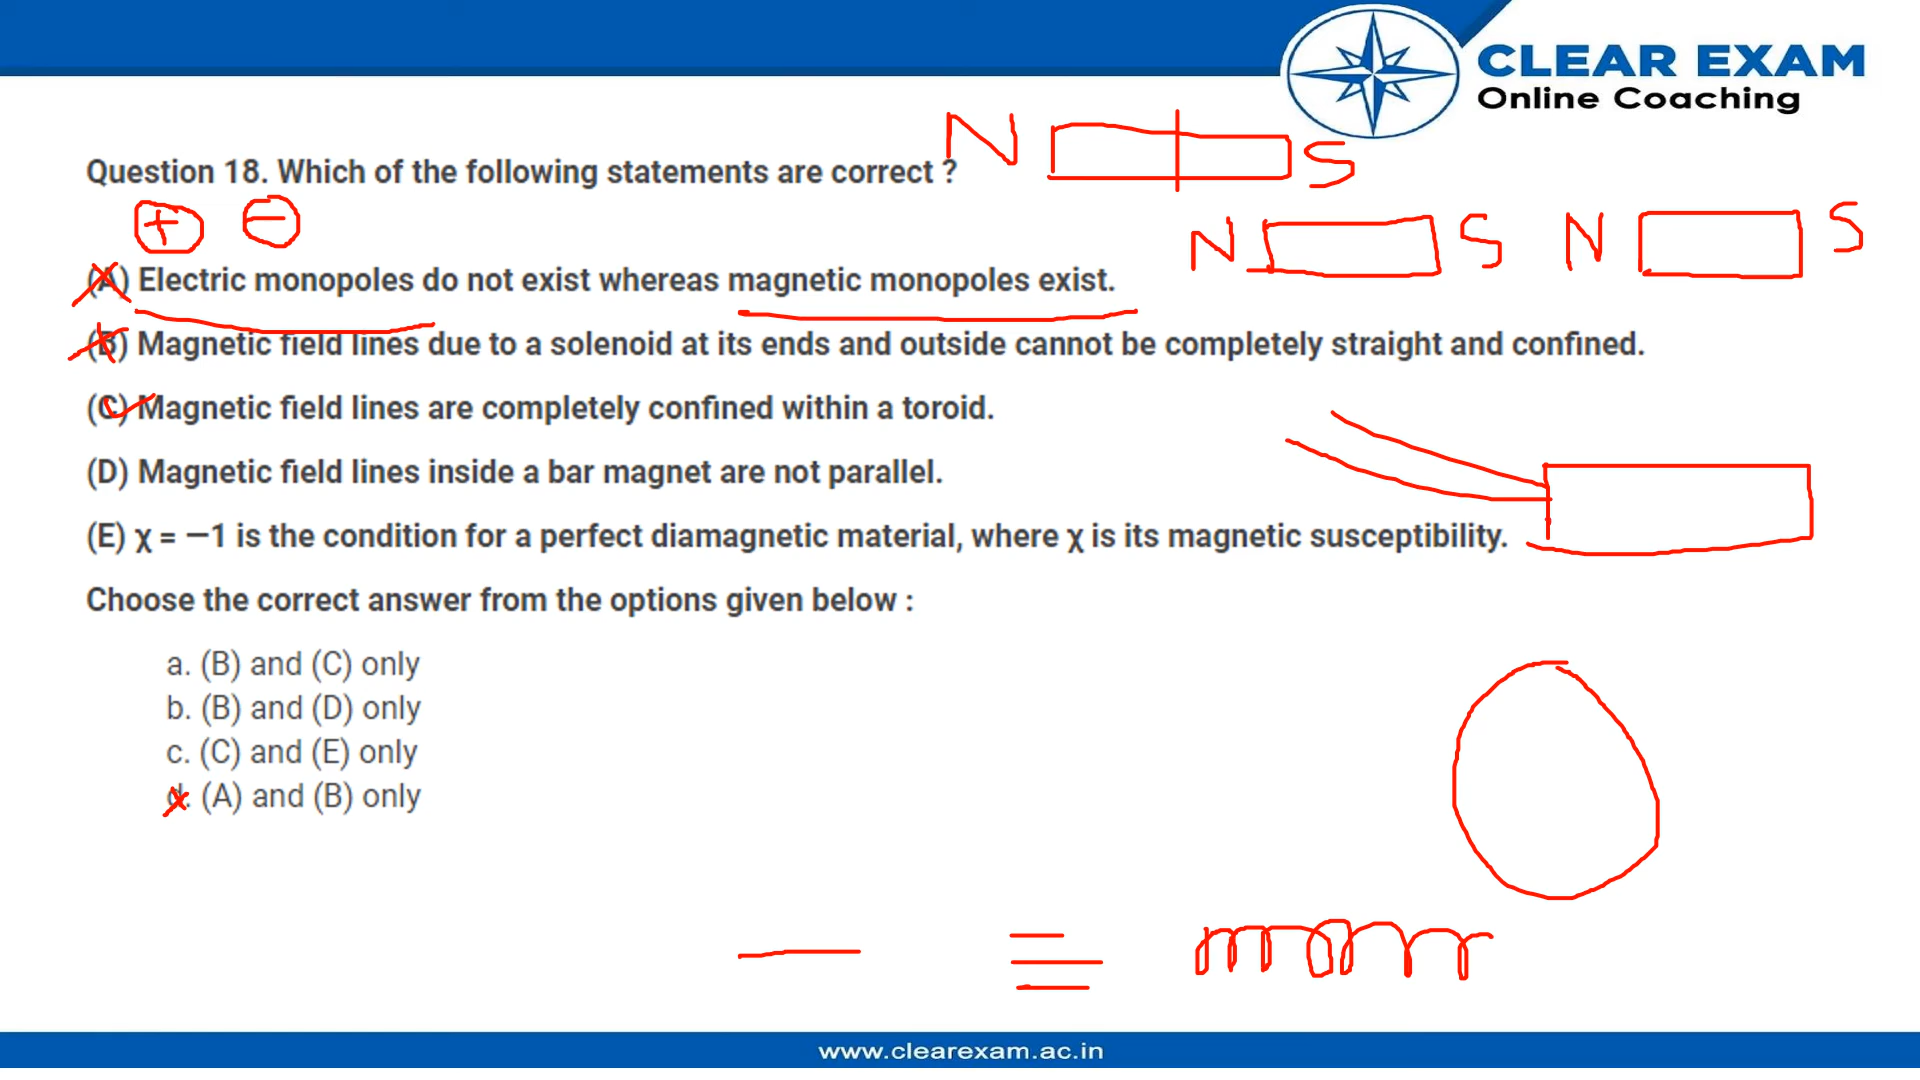 CLEAR EXAM
Online Coaching
N S
Question 18. Which of the following statements are correct ?
+ −
N S N S
(A) Electric monopoles do not exist whereas magnetic monopoles exist.
(B) Magnetic field lines due to a solenoid at its ends and outside cannot be completely straight and confined.
(C) Magnetic field lines are completely confined within a toroid.
(D) Magnetic field lines inside a bar magnet are not parallel.
(E) χ = −1 is the condition for a perfect diamagnetic material, where χ is its magnetic susceptibility.
Choose the correct answer from the options given below :
a. (B) and (C) only
b. (B) and (D) only
c. (C) and (E) only
d. (A) and (B) only
www.clearexam.ac.in